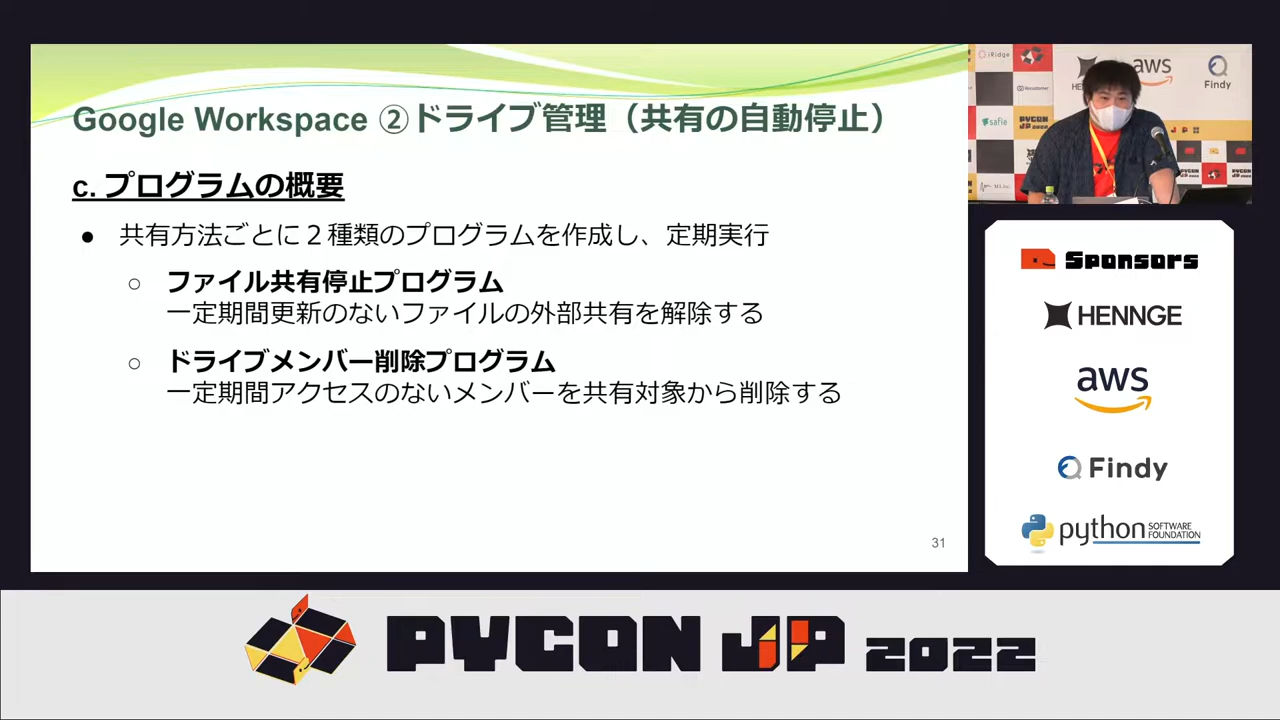 Google Workspace ②ドライブ管理（共有の自動停止）
c. プログラムの概要
● 共有方法ごとに２種類のプログラムを作成し、定期実行
○ ファイル共有停止プログラム
一定期間更新のないファイルの外部共有を解除する
○ ドライブメンバー削除プログラム
一定期間アクセスのないメンバーを共有対象から削除する
31
iRidge
aws
Findy
safie
PYCON
JP 2022
Sponsors
HENNGE
aws
Findy
python SOFTWARE
FOUNDATION
PYCON JP 2022